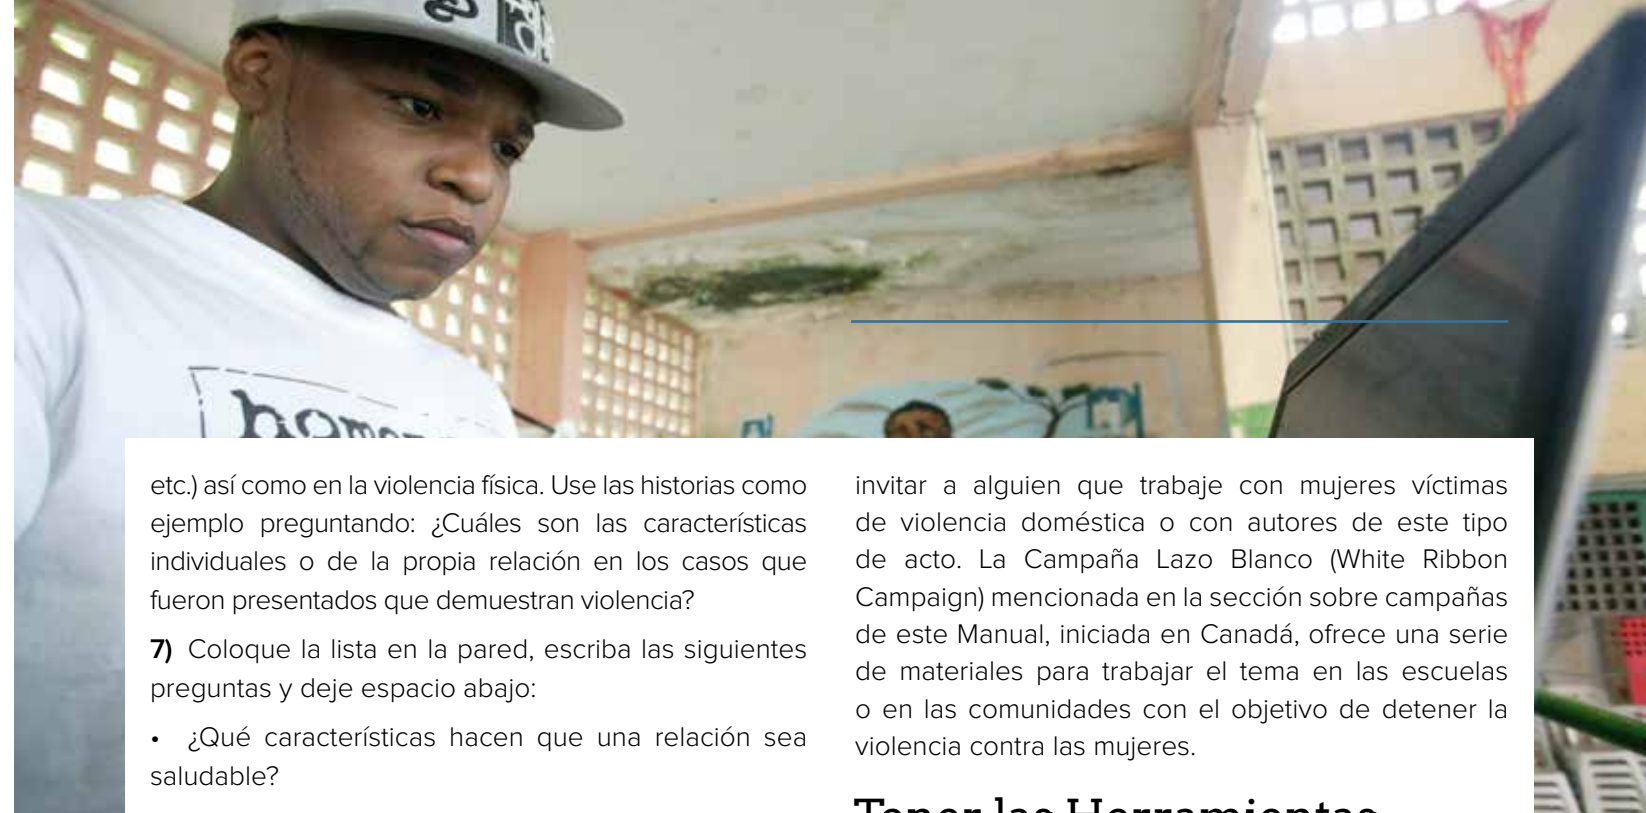 etc.) así como en la violencia física. Use las historias como
ejemplo preguntando: ¿Cuáles son las características
individuales o de la propia relación en los casos que
fueron presentados que demuestran violencia?
7) Coloque la lista en la pared, escriba las siguientes
preguntas y deje espacio abajo:
• ¿Qué características hacen que una relación sea
saludable?
invitar a alguien que trabaje con mujeres víctimas
de violencia doméstica o con autores de este tipo
de acto. La Campaña Lazo Blanco (White Ribbon
Campaign) mencionada en la sección sobre campañas
de este Manual, iniciada en Canadá, ofrece una serie
de materiales para trabajar el tema en las escuelas
o en las comunidades con el objetivo de detener la
violencia contra las mujeres.
Tener las Herramientas